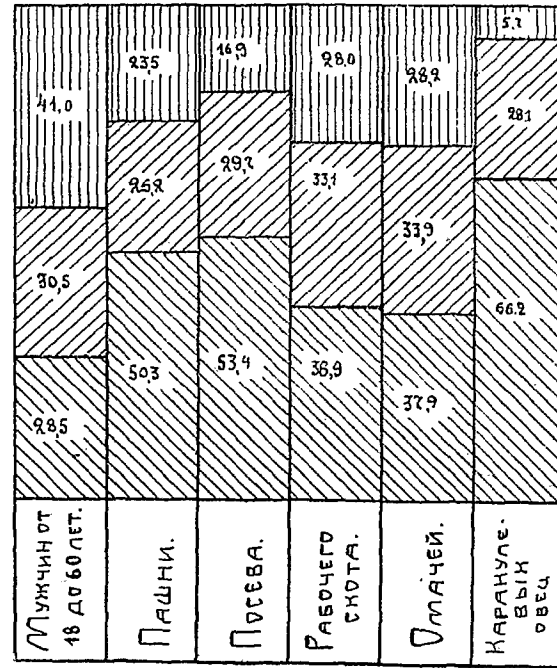 41,0
23,5
16,9
28,0
28,2
5.7
30,5
26,2
29,7
33,1
33,9
28.1
28,5
50,3
53,4
38,9
37,9
66.2
МУЖЧИН ОТ
18 ДО 60 ЛЕТ.
ПАШНИ.
ПОСЕВА.
РАБОЧЕГО
СКОТА.
ОМАЧЕЙ.
КАРАКУЛЕ-
ВЫХ
ОВЕЦ